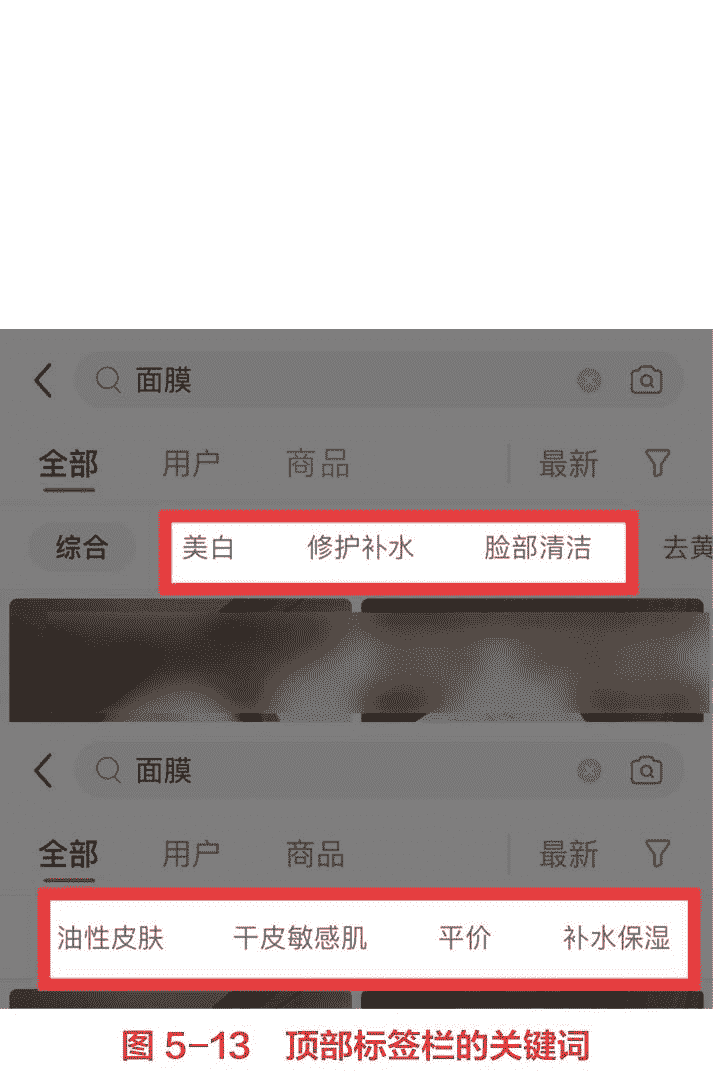 面膜
全部 用户 商品 最新
综合 美白 修护补水 脸部清洁 去黄
面膜
全部 用户 商品 最新
油性皮肤 干皮敏感肌 平价 补水保湿
图 5-13 顶部标签栏的关键词